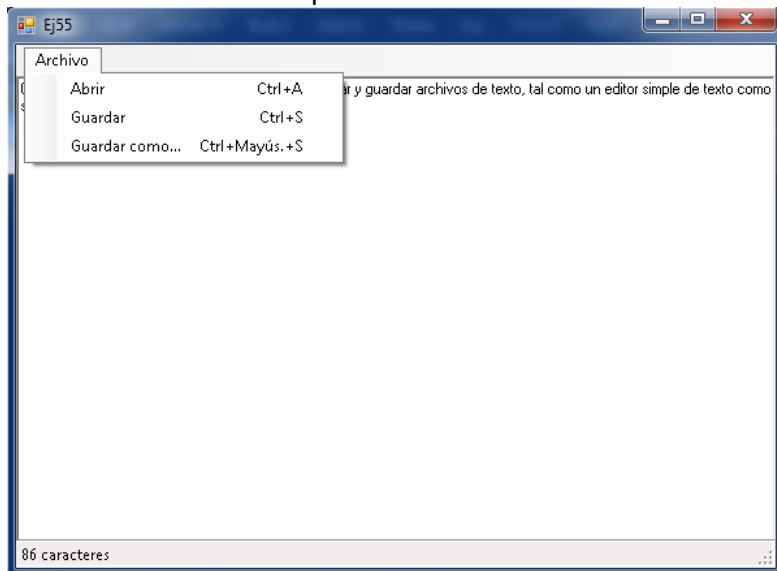 Ej55
Archivo
Abrir Ctrl+A
Guardar Ctrl+S
Guardar como... Ctrl+Mayús.+S
y guardar archivos de texto, tal como un editor simple de texto como
86 caracteres